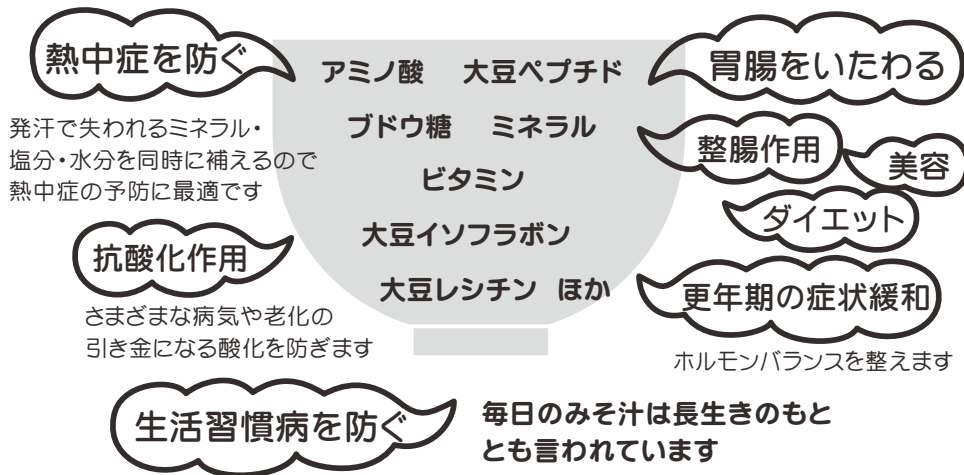 熱中症を防ぐ
発汗で失われるミネラル・
塩分・水分を同時に補えるので
熱中症の予防に最適です
抗酸化作用
さまざまな病気や老化の
引き金になる酸化を防ぎます
アミノ酸　大豆ペプチド
ブドウ糖　ミネラル
ビタミン
大豆イソフラボン
大豆レシチン ほか
胃腸をいたわる
整腸作用
美容
ダイエット
更年期の症状緩和
ホルモンバランスを整えます
生活習慣病を防ぐ
毎日のみそ汁は長生きのもと
とも言われています